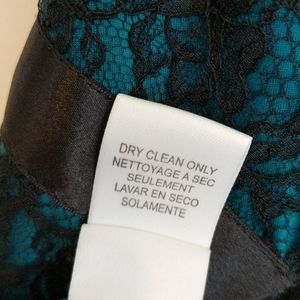 DRY CLEAN ONLY
NETTOYAGE A SEC
SEULEMENT
LAVAR EN SECO
SOLAMENTE